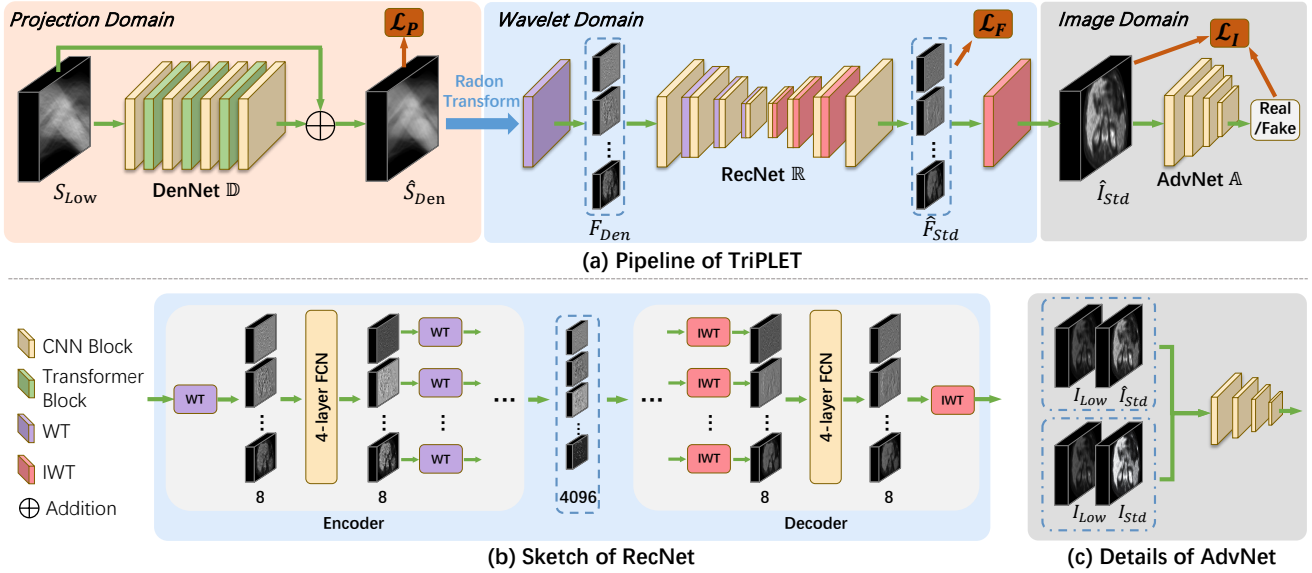 Projection Domain
𝓛_P
S_Low
DenNet 𝔻
Ŝ_Den
Radon
Transform
Wavelet Domain
𝓛_F
F_Den
RecNet ℝ
F̂_Std
Image Domain
𝓛_I
Real
/Fake
Î_Std
AdvNet 𝔸
(a) Pipeline of TriPLET
CNN Block
Transformer
Block
WT
IWT
Addition
WT
8
4-layer FCN
8
WT
WT
WT
Encoder
4096
IWT
IWT
IWT
8
4-layer FCN
8
IWT
Decoder
(b) Sketch of RecNet
I_Low Î_Std
I_Low I_Std
(c) Details of AdvNet